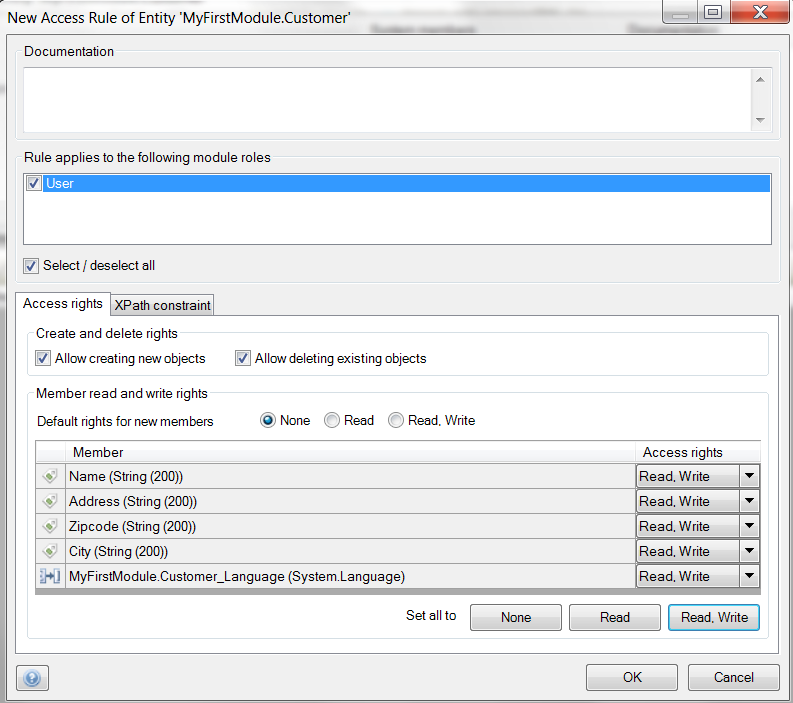 New Access Rule of Entity 'MyFirstModule.Customer'
Documentation
Rule applies to the following module roles
User
Select / deselect all
Access rights XPath constraint
Create and delete rights
Allow creating new objects Allow deleting existing objects
Member read and write rights
Default rights for new members None Read Read, Write
Member Access rights
Name (String (200)) Read, Write
Address (String (200)) Read, Write
Zipcode (String (200)) Read, Write
City (String (200)) Read, Write
MyFirstModule.Customer_Language (System.Language) Read, Write
Set all to None Read Read, Write
OK Cancel